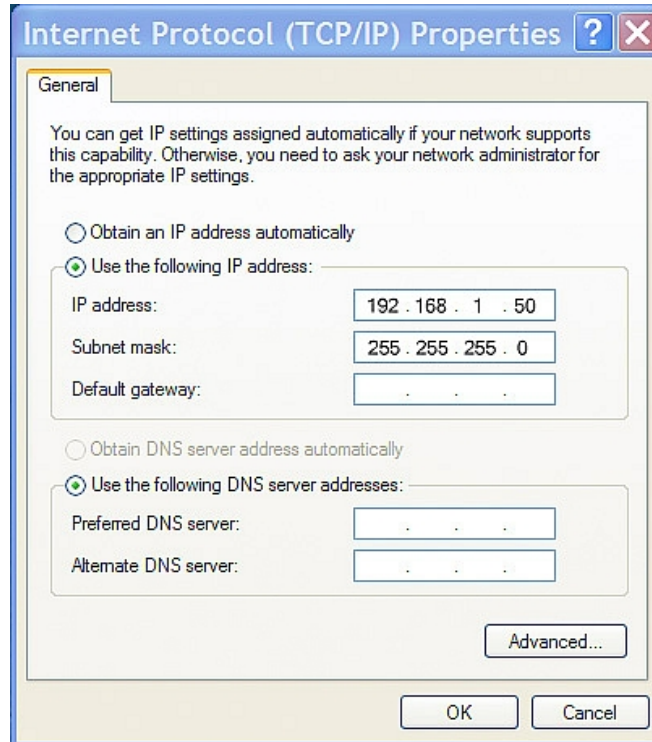 Internet Protocol (TCP/IP) Properties ?
General
You can get IP settings assigned automatically if your network supports
this capability. Otherwise, you need to ask your network administrator for
the appropriate IP settings.
Obtain an IP address automatically
Use the following IP address:
IP address: 192 . 168 . 1 . 50
Subnet mask: 255 . 255 . 255 . 0
Default gateway: . . .
Obtain DNS server address automatically
Use the following DNS server addresses:
Preferred DNS server: . . .
Alternate DNS server: . . .
Advanced...
OK Cancel